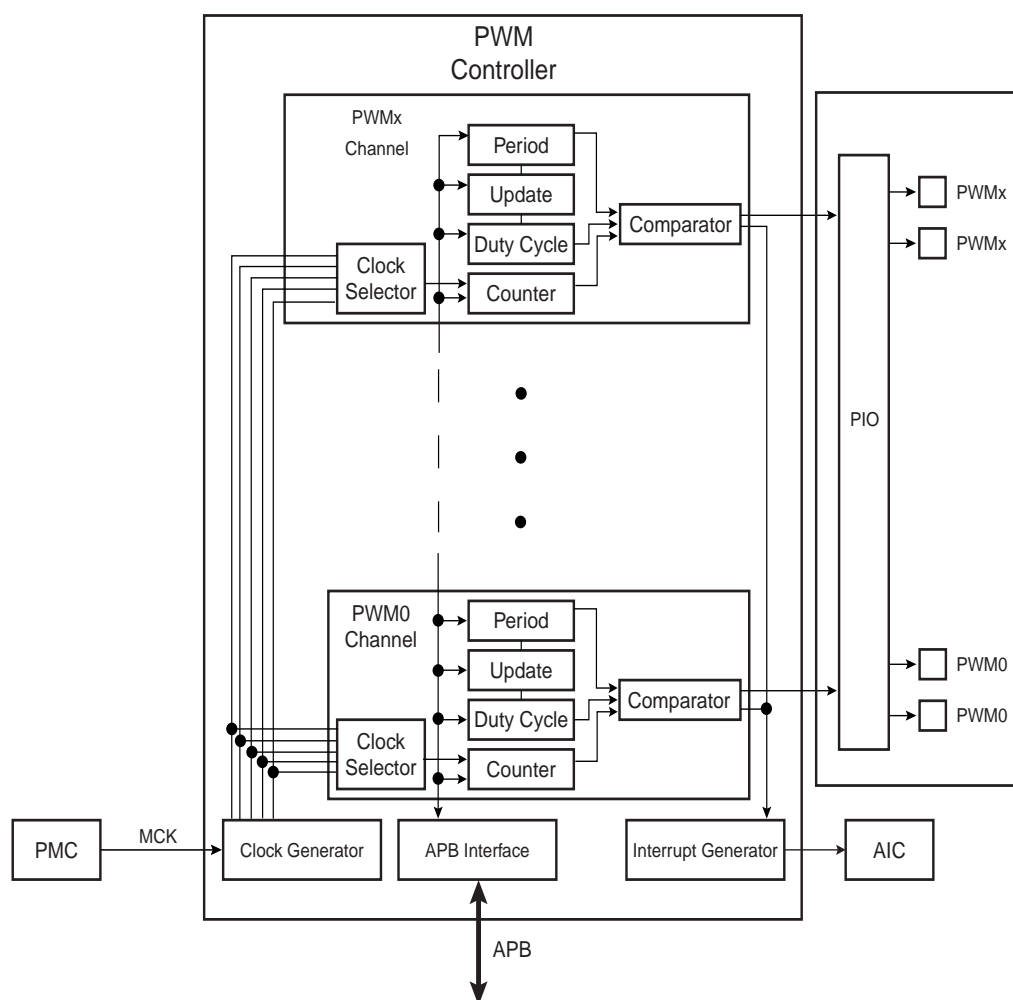 PWM
Controller
PWMx
Channel
Period
Update
Duty Cycle
Comparator
Clock
Selector
Counter
PIO
PWMx
PWMx
PWM0
Channel
Period
Update
Duty Cycle
Comparator
Clock
Selector
Counter
PWM0
PWM0
PMC
MCK
Clock Generator
APB Interface
Interrupt Generator
AIC
APB